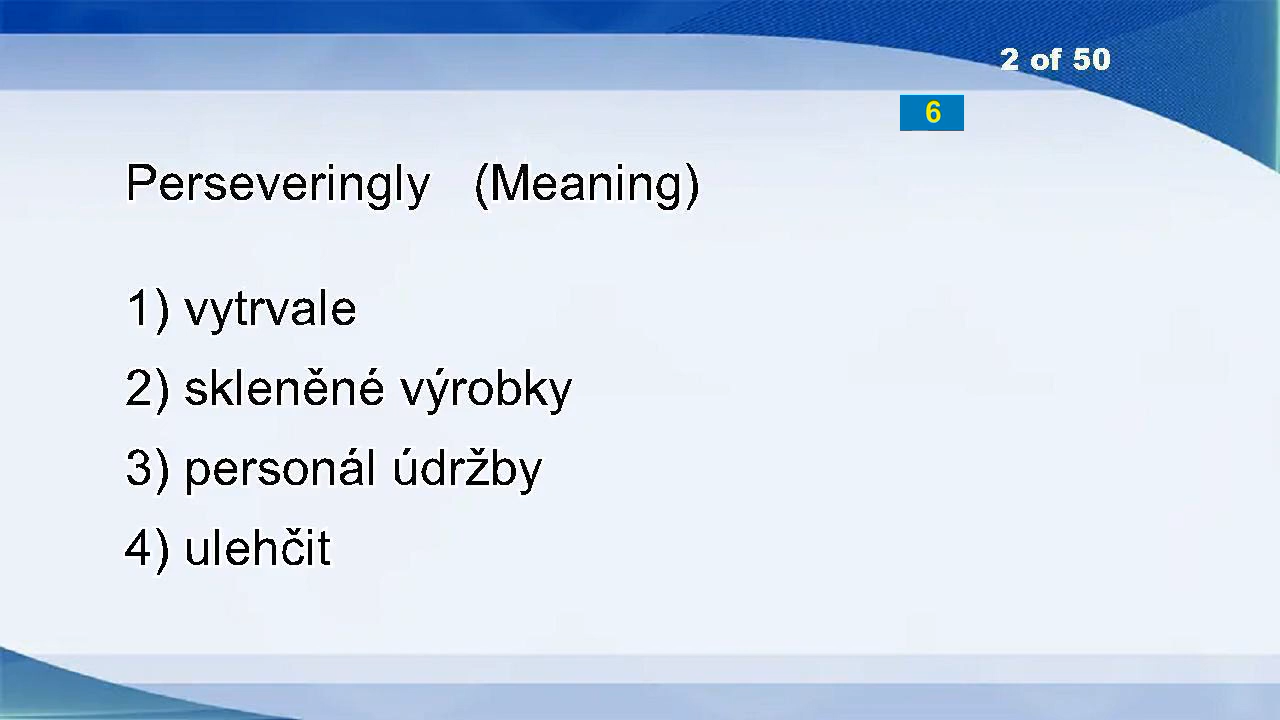 2 of 50
6
Perseveringly (Meaning)
1) vytrvale
2) skleněné výrobky
3) personál údržby
4) ulehčit